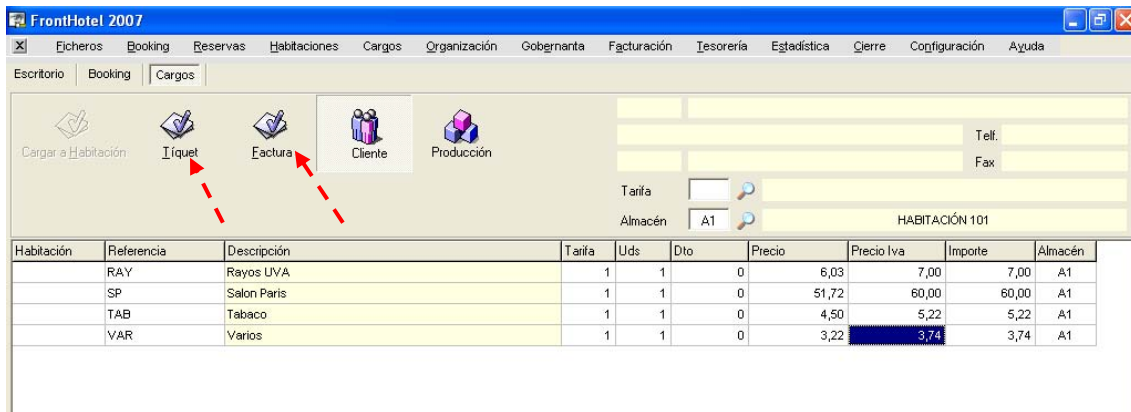 FrontHotel 2007
X Ficheros Booking Reservas Habitaciones Cargos Organización Gobernanta Facturación Tesorería Estadística Cierre Configuración Ayuda
Escritorio Booking Cargos
Cargar a Habitación Tíquet Factura Cliente Producción
Telf.
Fax
Tarifa
Almacén A1 HABITACIÓN 101
Habitación Referencia Descripción Tarifa Uds Dto Precio Precio Iva Importe Almacén
RAY Rayos UVA 1 1 0 6,03 7,00 7,00 A1
SP Salon Paris 1 1 0 51,72 60,00 60,00 A1
TAB Tabaco 1 1 0 4,50 5,22 5,22 A1
VAR Varios 1 1 0 3,22 3,74 3,74 A1